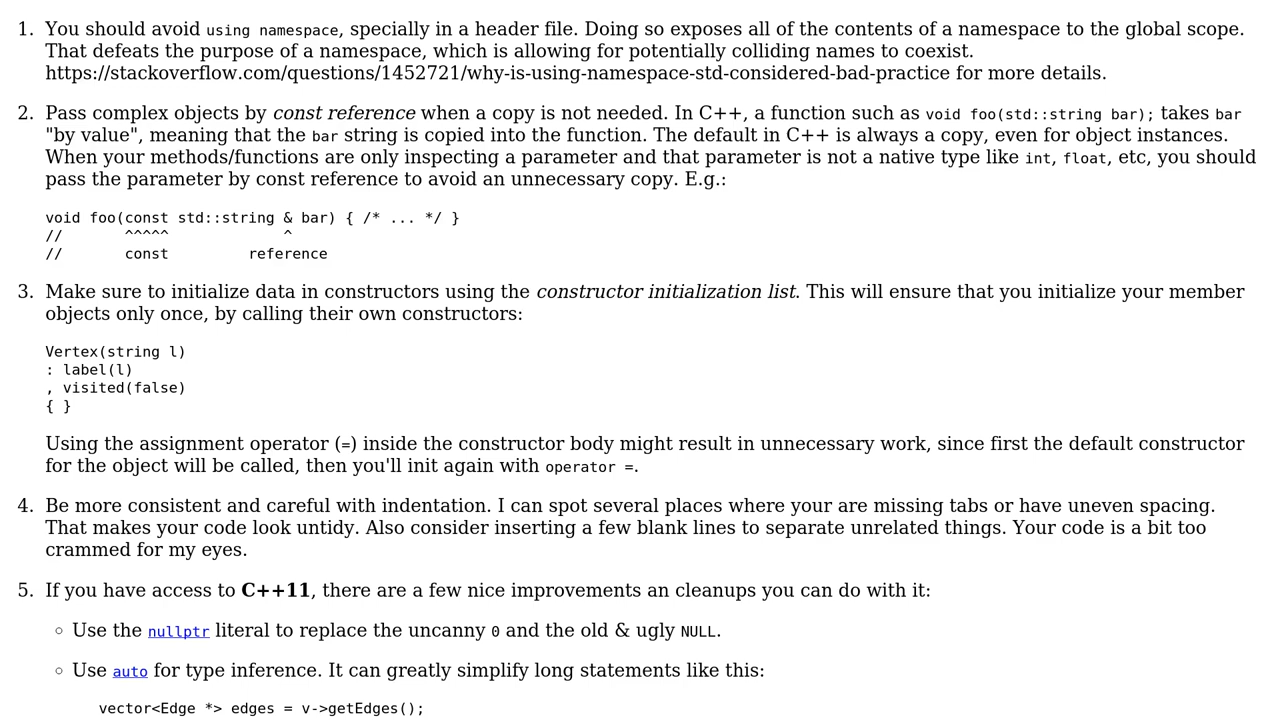 1. You should avoid using namespace, specially in a header file. Doing so exposes all of the contents of a namespace to the global scope.
That defeats the purpose of a namespace, which is allowing for potentially colliding names to coexist.
https://stackoverflow.com/questions/1452721/why-is-using-namespace-std-considered-bad-practice for more details.
2. Pass complex objects by const reference when a copy is not needed. In C++, a function such as void foo(std::string bar); takes bar
"by value", meaning that the bar string is copied into the function. The default in C++ is always a copy, even for object instances.
When your methods/functions are only inspecting a parameter and that parameter is not a native type like int, float, etc, you should
pass the parameter by const reference to avoid an unnecessary copy. E.g.:
void foo(const std::string & bar) { /* ... */ }
//       ^^^^^             ^
//       const         reference
3. Make sure to initialize data in constructors using the constructor initialization list. This will ensure that you initialize your member
objects only once, by calling their own constructors:
Vertex(string l)
: label(l)
, visited(false)
{ }
Using the assignment operator (=) inside the constructor body might result in unnecessary work, since first the default constructor
for the object will be called, then you'll init again with operator =.
4. Be more consistent and careful with indentation. I can spot several places where your are missing tabs or have uneven spacing.
That makes your code look untidy. Also consider inserting a few blank lines to separate unrelated things. Your code is a bit too
crammed for my eyes.
5. If you have access to C++11, there are a few nice improvements an cleanups you can do with it:
◦ Use the nullptr literal to replace the uncanny 0 and the old & ugly NULL.
◦ Use auto for type inference. It can greatly simplify long statements like this:
vector<Edge *> edges = v->getEdges();